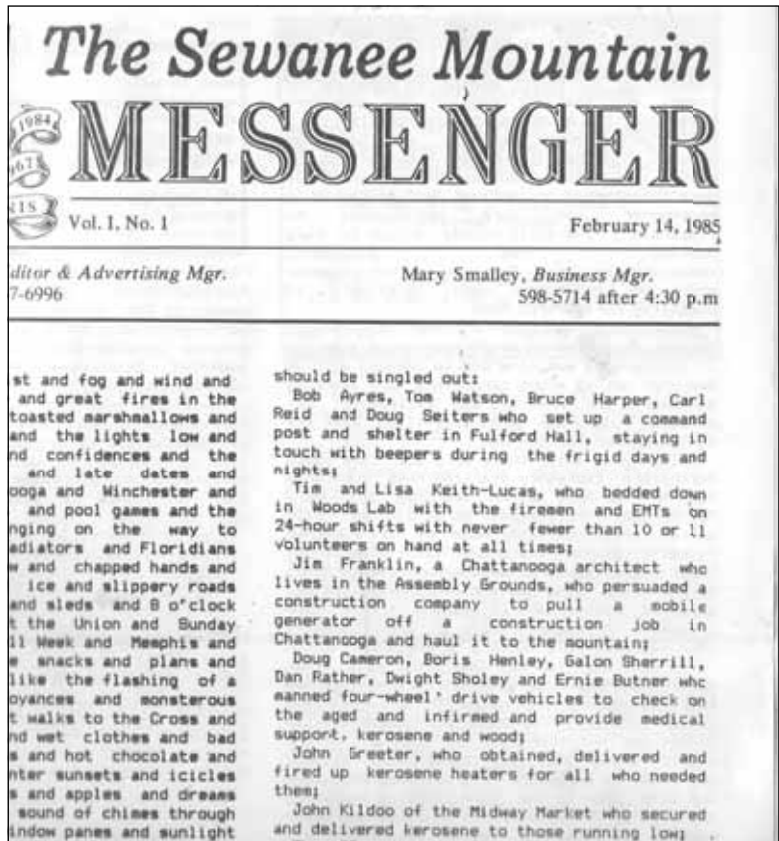 The Sewanee Mountain
MESSENGER
1984
967
RIS
Vol. I, No. 1 February 14, 1985
ditor & Advertising Mgr.
7-6996
Mary Smalley, Business Mgr.
598-5714 after 4:30 p.m
ist and fog and wind and
and great fires in the
toasted marshmallows and
and the lights low and
nd confidences and the
and late dates and
ooga and Winchester and
and pool games and the
nging on the way to
adiators and Floridians
w and chapped hands and
ice and slippery roads
and sleds and 8 o'clock
t the Union and Sunday
ll Week and Memphis and
e snacks and plans and
like the flashing of a
oyances and monsterous
t walks to the Cross and
nd wet clothes and bad
s and hot chocolate and
nter sunsets and icicles
s and apples and dreams
sound of chimes through
indow panes and sunlight
should be singled out:
Bob Ayres, Tom Watson, Bruce Harper, Carl
Reid and Doug Seiters who set up a command
post and shelter in Fulford Hall, staying in
touch with beepers during the frigid days and
nights;
Tim and Lisa Keith-Lucas, who bedded down
in Woods Lab with the firemen and EMTs on
24-hour shifts with never fewer than 10 or 11
volunteers on hand at all times;
Jim Franklin, a Chattanooga architect who
lives in the Assembly Grounds, who persuaded a
construction company to pull a mobile
generator off a construction job in
Chattanooga and haul it to the mountain;
Doug Cameron, Boris Henley, Galon Sherrill,
Dan Rather, Dwight Sholey and Ernie Butner who
manned four-wheel' drive vehicles to check on
the aged and infirmed and provide medical
support, kerosene and wood;
John Greeter, who obtained, delivered and
fired up kerosene heaters for all who needed
them;
John Kildoo of the Midway Market who secured
and delivered kerosene to those running low;